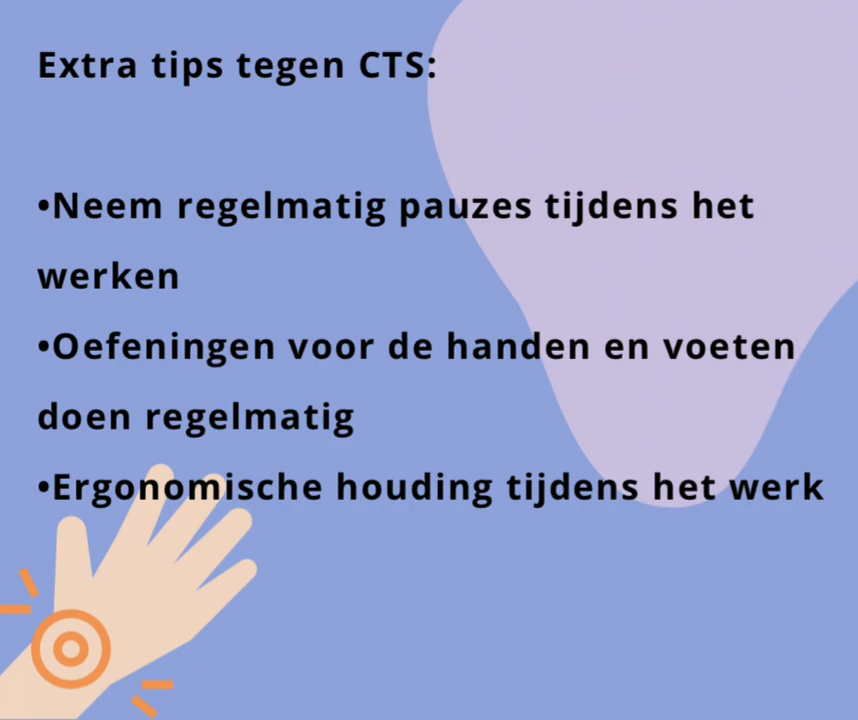 Extra tips tegen CTS:
•Neem regelmatig pauzes tijdens het
werken
•Oefeningen voor de handen en voeten
doen regelmatig
•Ergonomische houding tijdens het werk